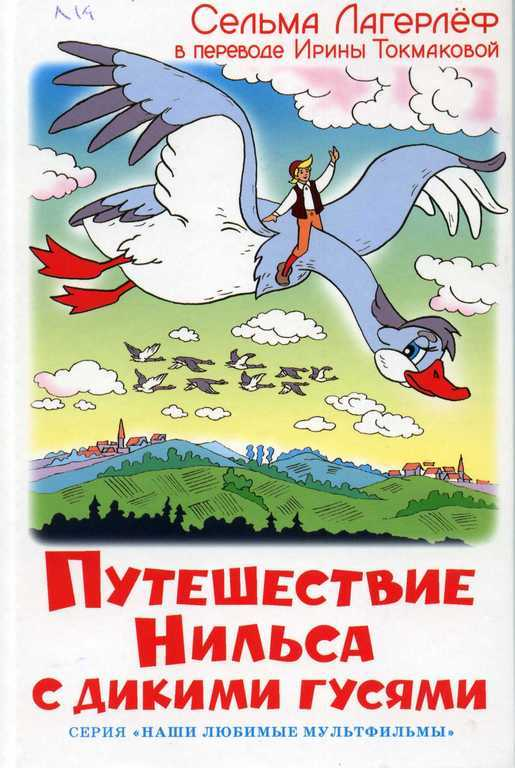 Сельма Лагерлёф
в переводе Ирины Токмаковой
Путешествие
Нильса
с дикими гусями
СЕРИЯ «НАШИ ЛЮБИМЫЕ МУЛЬТФИЛЬМЫ»